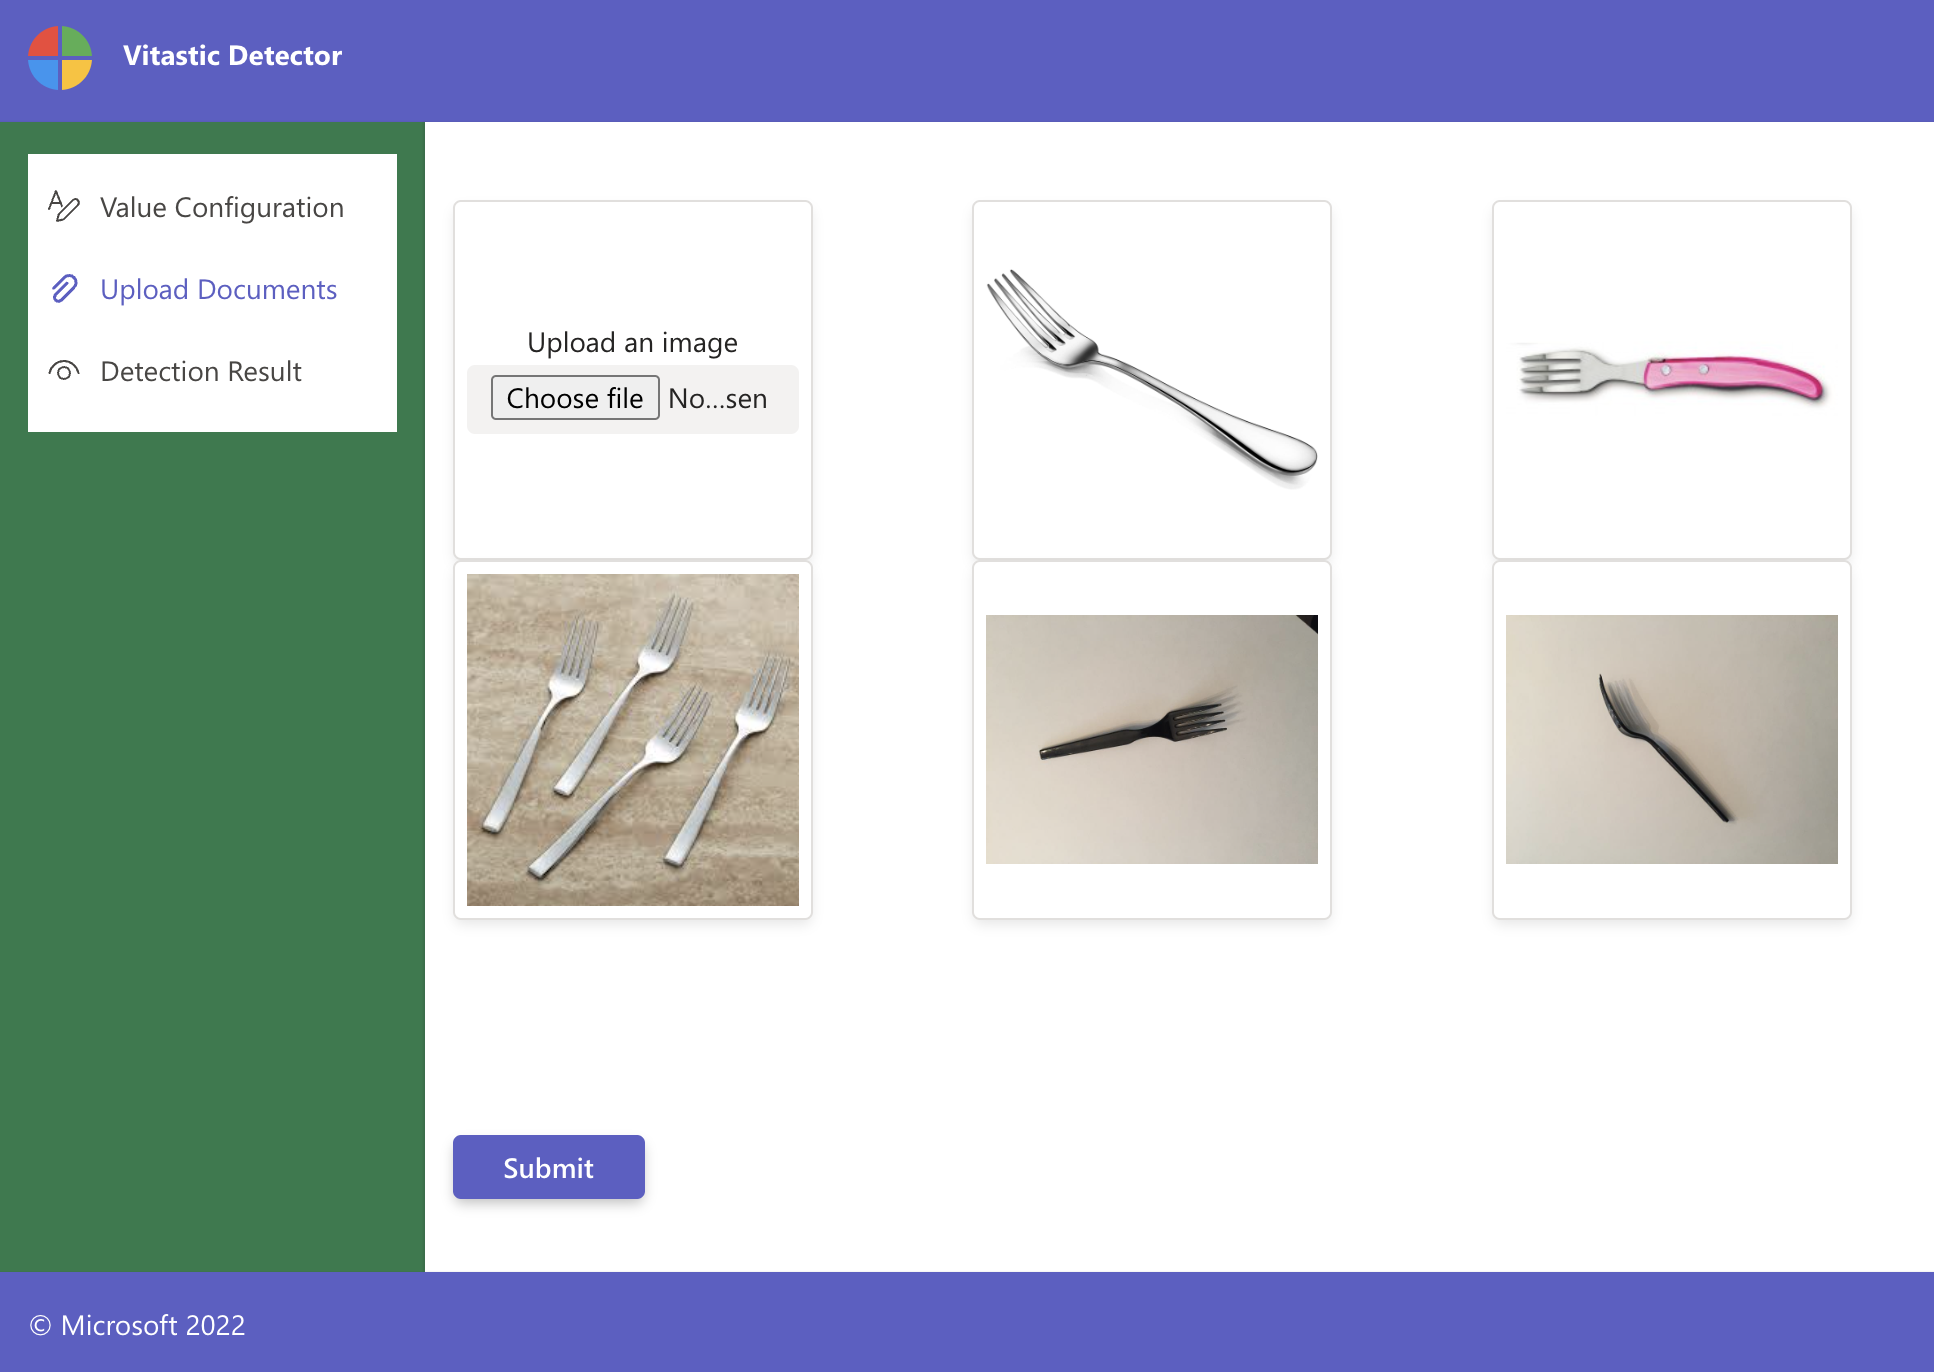 Vitastic Detector
Value Configuration
Upload Documents
Detection Result
Upload an image
Choose file No...sen
Submit
© Microsoft 2022